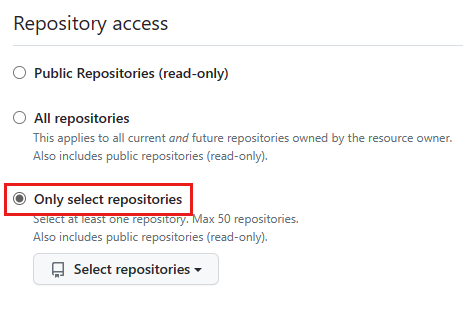 Repository access
Public Repositories (read-only)
All repositories
This applies to all current and future repositories owned by the resource owner.
Also includes public repositories (read-only).
Only select repositories
Select at least one repository. Max 50 repositories.
Also includes public repositories (read-only).
Select repositories